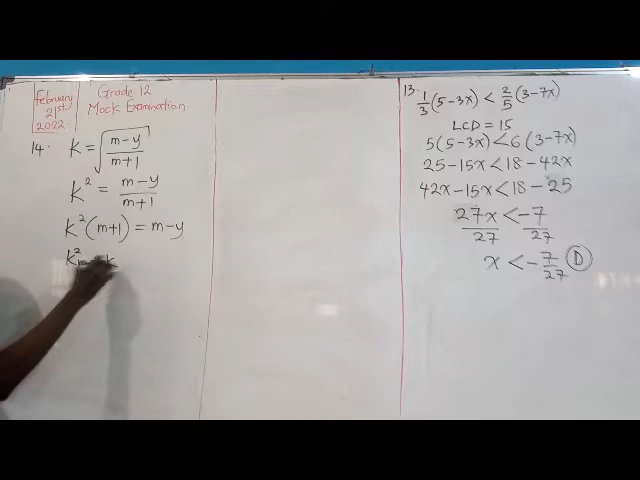 February
21st
2022
Grade 12
Mock Examination
14. K = √((m-y)/(m+1))
K² = (m-y)/(m+1)
K²(m+1) = m-y
K²
13. 1/3(5-3x) < 2/5(3-7x)
LCD = 15
5(5-3x) < 6(3-7x)
25-15x < 18-42x
42x-15x < 18-25
27x/27 < -7/27
x < -7/27 D